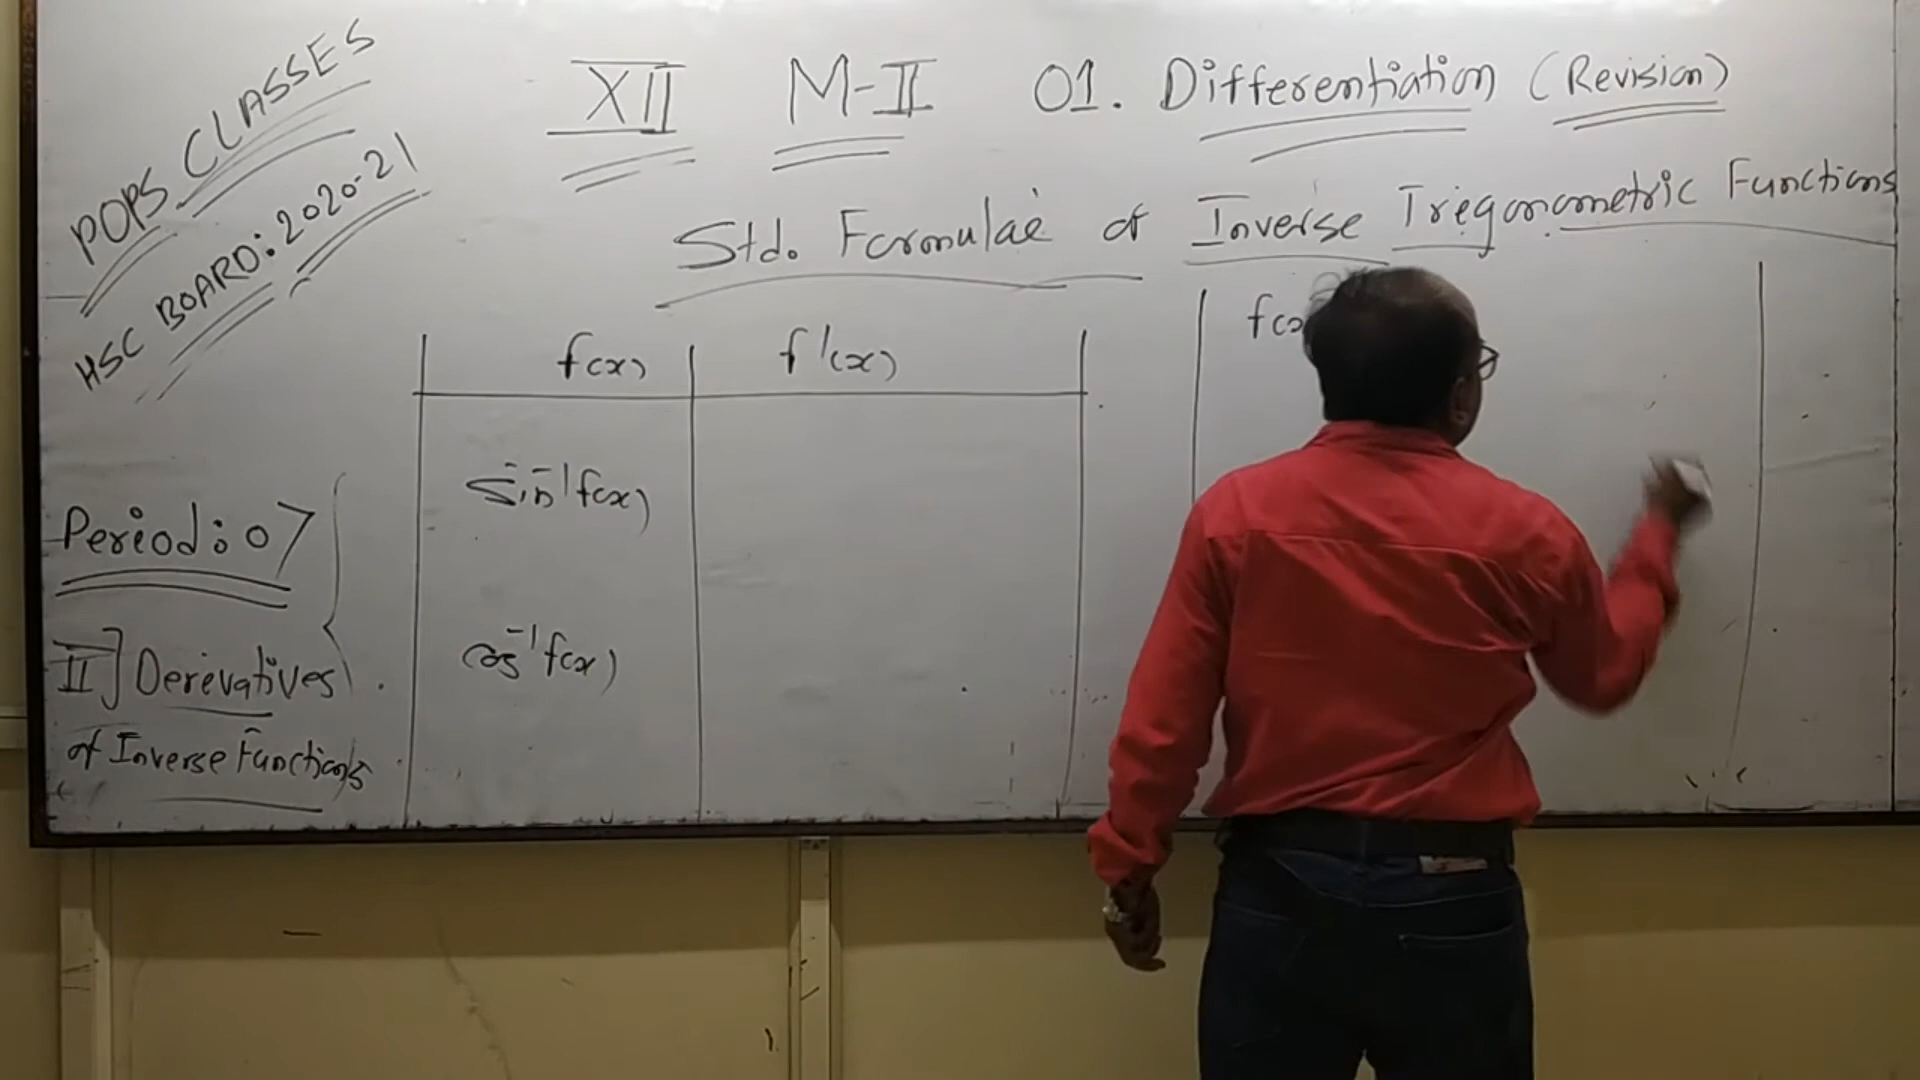 POPS CLASSES
HSC BOARD: 2020-21
XII M-II 01. Differentiation (Revision)
Std. Formulae of Inverse Trigonometric Functions
f(x) f'(x)
sin⁻¹f(x)
cos⁻¹f(x)
Period: 07
II] Derevatives
of Inverse Functions